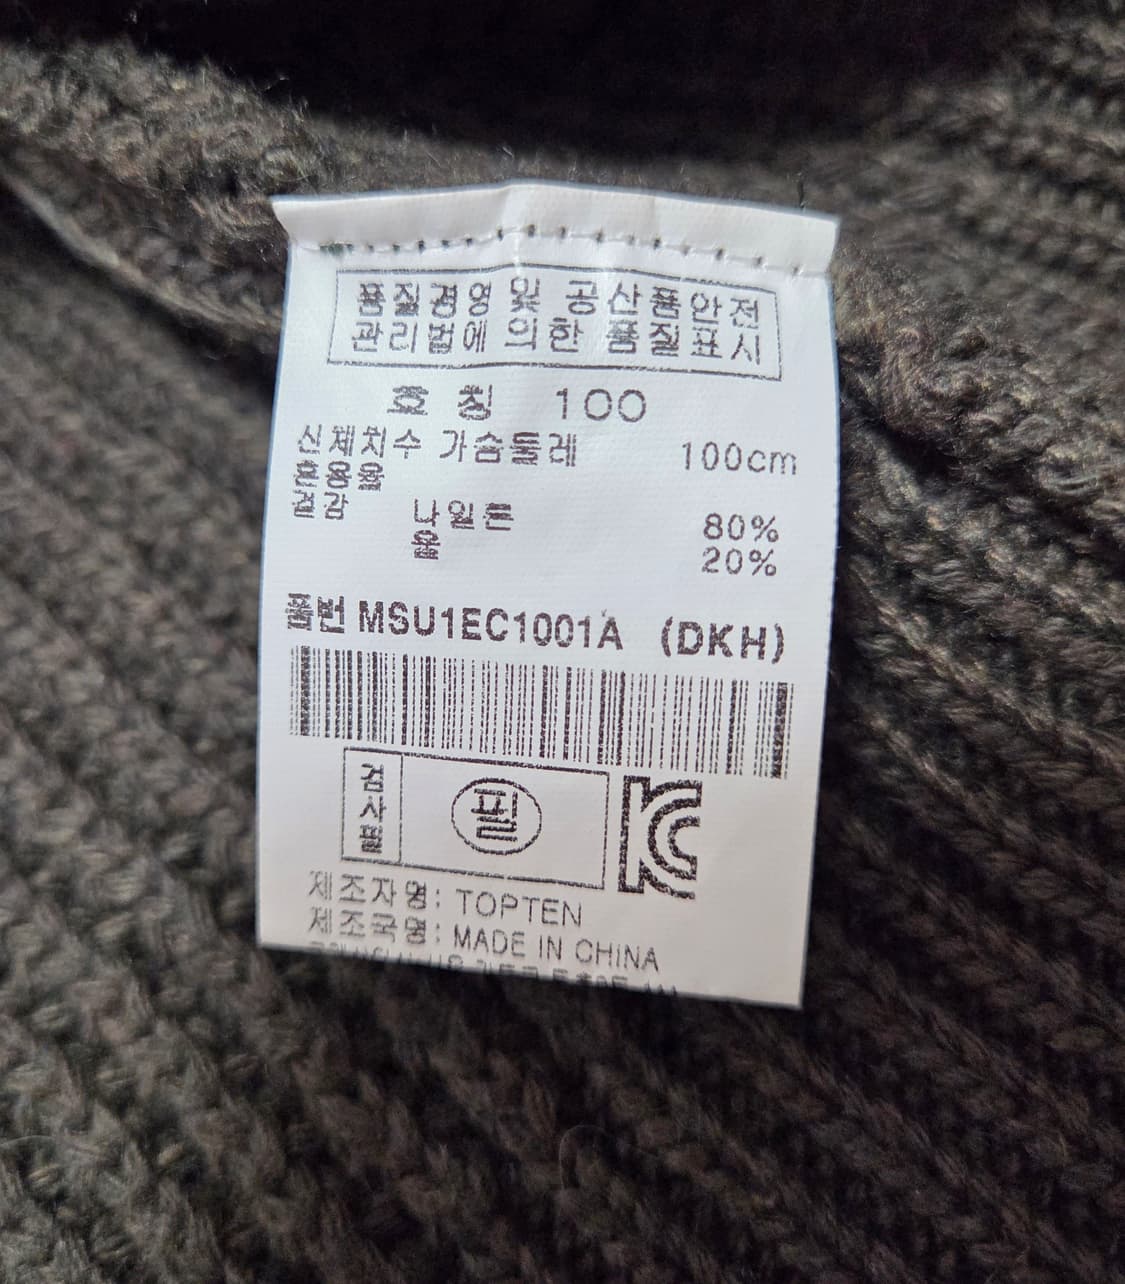 품질경영 및 공산품안전
관리법에 의한 품질표시
호 칭 100
신체치수 가슴둘레 100cm
혼용율
겉감
나일론 80%
울 20%
품번 MSU1EC1001A (DKH)
검사필
필
KC
제조자명: TOPTEN
제조국명: MADE IN CHINA